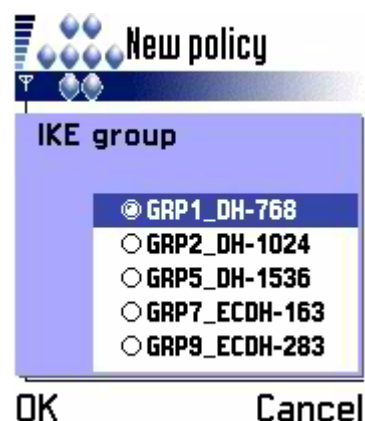 New policy
IKE group
GRP1_DH-768
GRP2_DH-1024
GRP5_DH-1536
GRP7_ECDH-163
GRP9_ECDH-283
OK Cancel